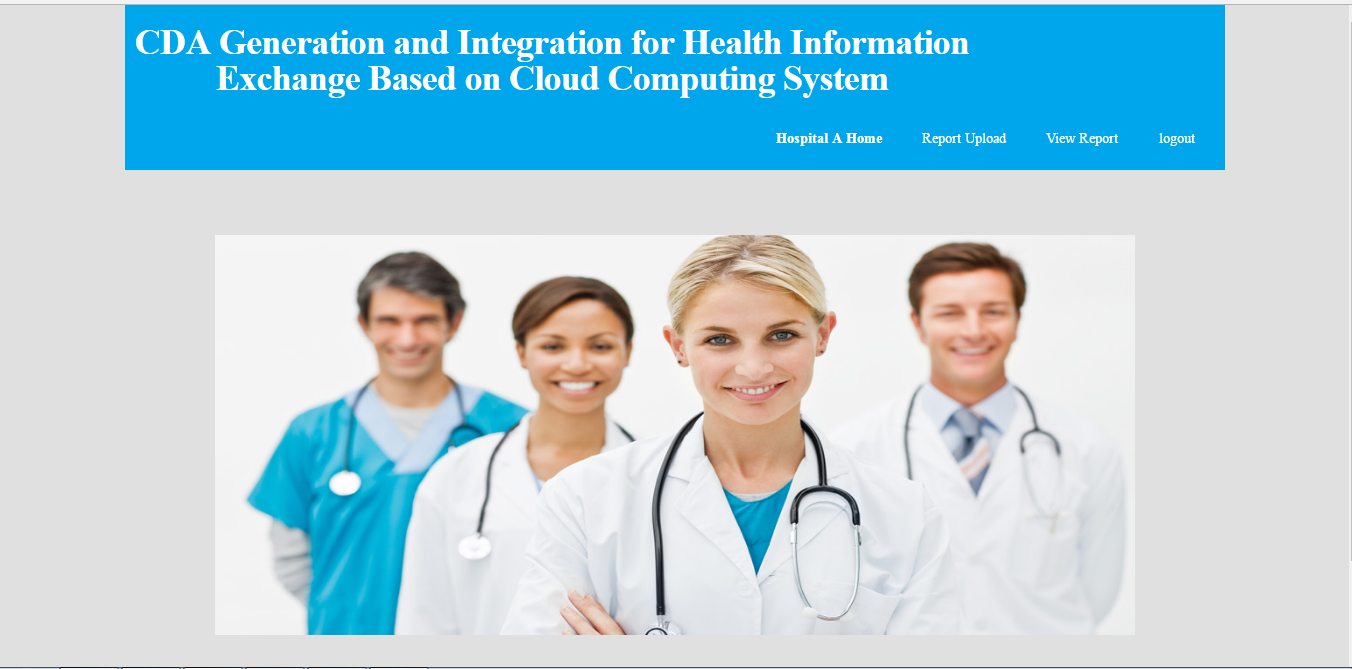 CDA Generation and Integration for Health Information
Exchange Based on Cloud Computing System
Hospital A Home Report Upload View Report logout